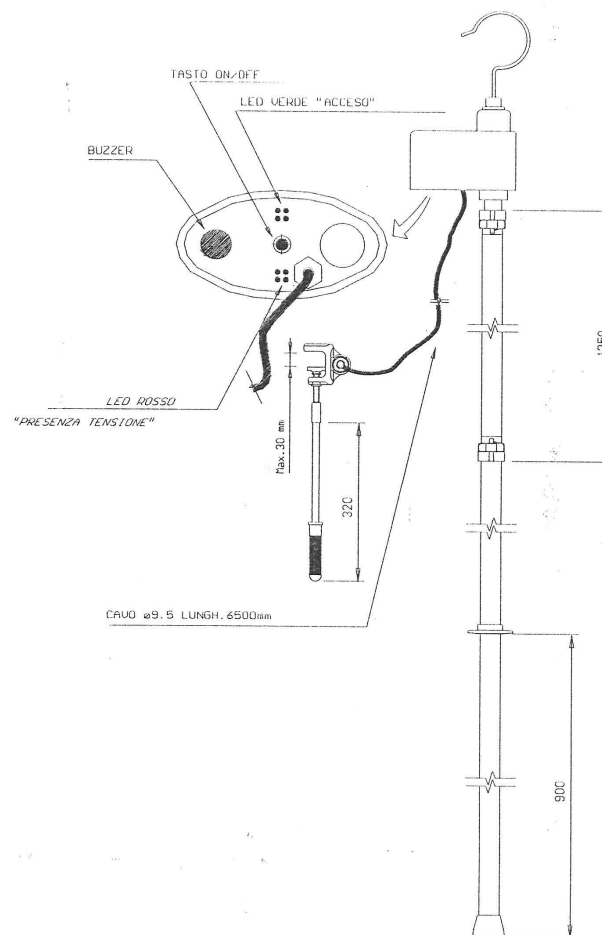 TASTO ON/OFF
LED VERDE "ACCESO"
BUZZER
LED ROSSO
"PRESENZA TENSIONE"
Max.30 mm
320
CAVO ø9.5 LUNGH.6500mm
900